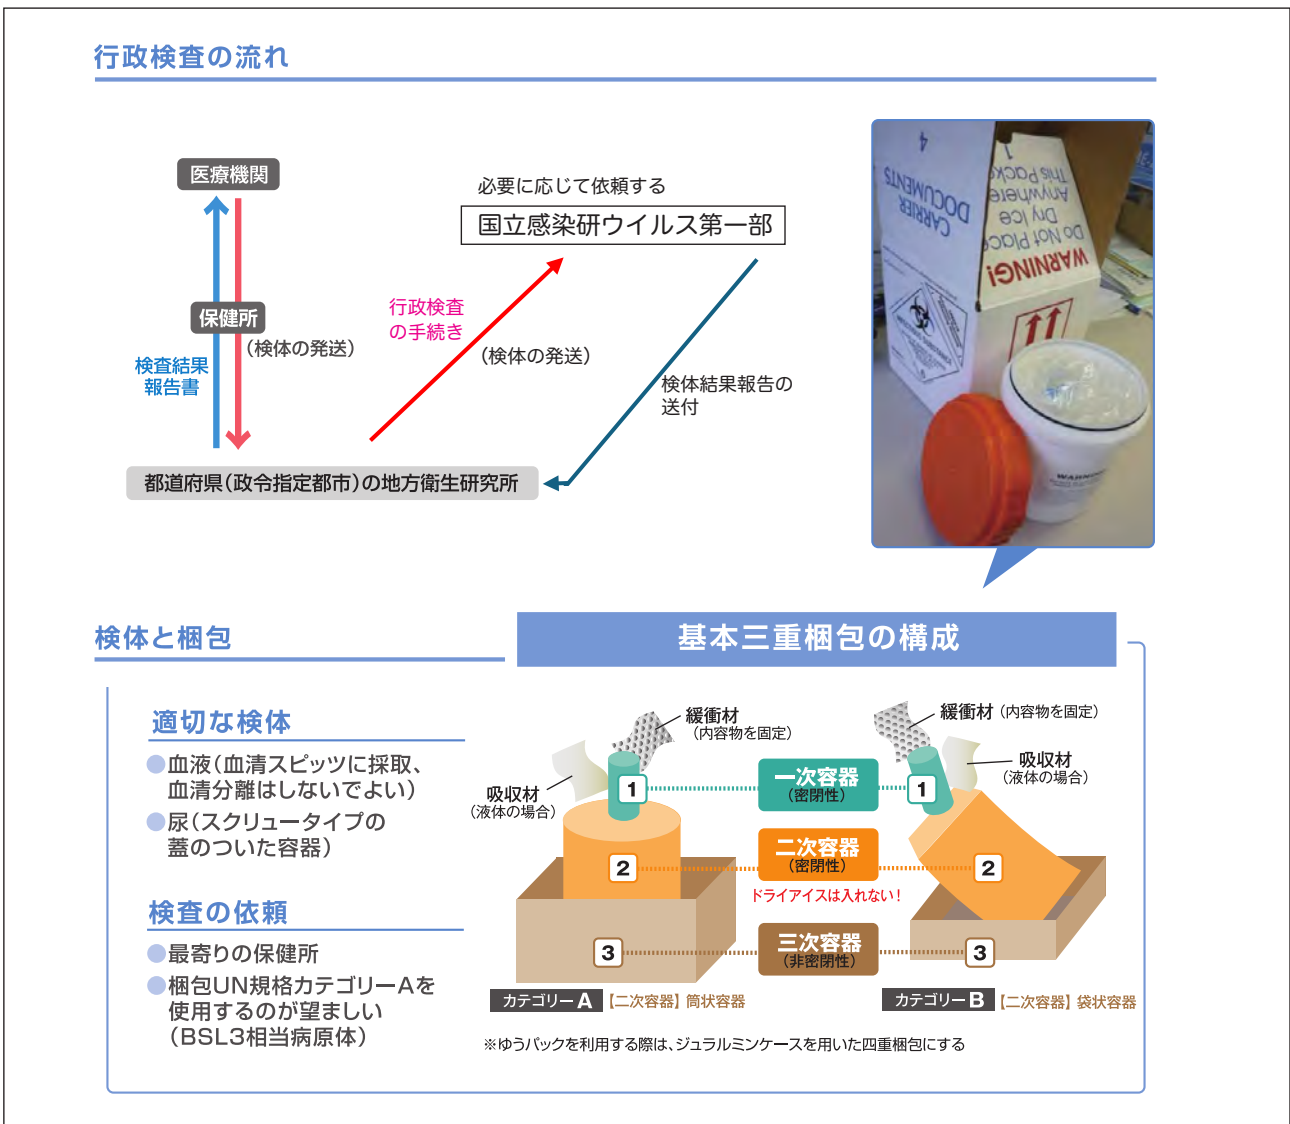 行政検査の流れ
医療機関
保健所
(検体の発送)
検査結果
報告書
必要に応じて依頼する
国立感染研ウイルス第一部
行政検査
の手続き
(検体の発送)
検体結果報告の
送付
都道府県(政令指定都市)の地方衛生研究所
4
CARRIER
DOCUMENTS
1
This Pack
Anywhere
Dry Ice
Do Not Place
WARNING!
検体と梱包
基本三重梱包の構成
適切な検体
●血液(血清スピッツに採取、
血清分離はしないでよい)
●尿(スクリュータイプの
蓋のついた容器)
検査の依頼
●最寄りの保健所
●梱包UN規格カテゴリーAを
使用するのが望ましい
(BSL3相当病原体)
緩衝材
(内容物を固定)
吸収材
(液体の場合)
緩衝材(内容物を固定)
吸収材
(液体の場合)
1
一次容器
(密閉性)
1
2
二次容器
(密閉性)
2
ドライアイスは入れない!
3
三次容器
(非密閉性)
3
カテゴリーA【二次容器】筒状容器
カテゴリーB【二次容器】袋状容器
※ゆうパックを利用する際は、ジュラルミンケースを用いた四重梱包にする